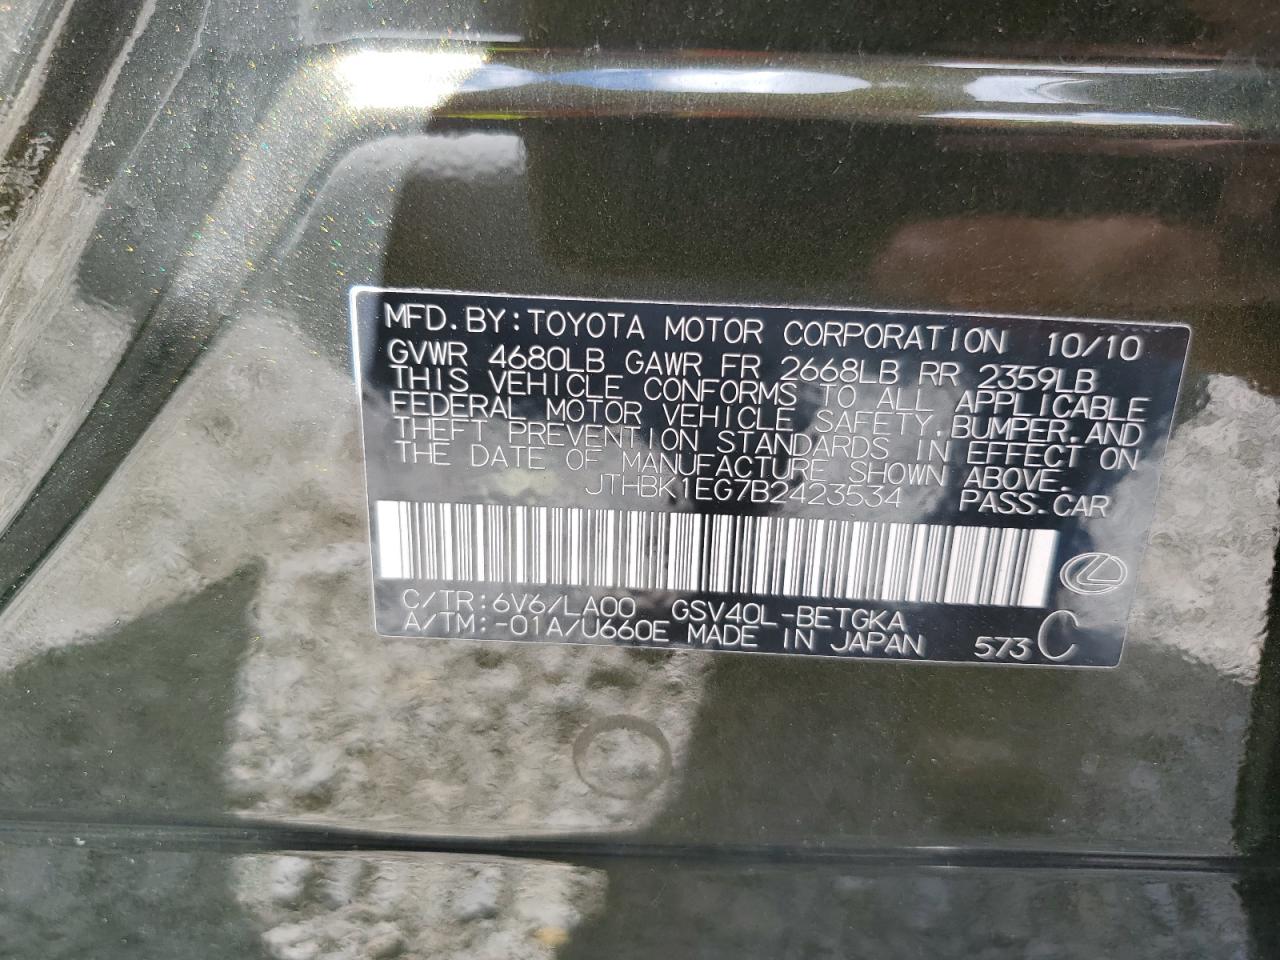 MFD.BY:TOYOTA MOTOR CORPORATION 10/10
GVWR 4680LB GAWR FR 2668LB RR 2359LB
THIS VEHICLE CONFORMS TO ALL APPLICABLE
FEDERAL MOTOR VEHICLE SAFETY,BUMPER,AND
THEFT PREVENTION STANDARDS IN EFFECT ON
THE DATE OF MANUFACTURE SHOWN ABOVE.
JTHBK1EG7B2423534 PASS.CAR
C/TR:6V6/LA00 GSV40L-BETGKA
A/TM:-01A/U660E MADE IN JAPAN 573 C